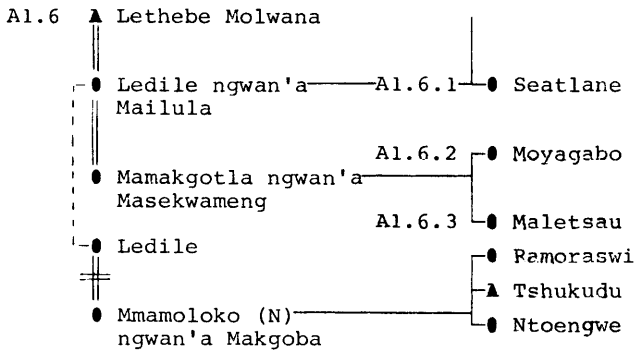 A1.6 Lethebe Molwana
Ledile ngwan'a A1.6.1 Seatlane
Mailula
A1.6.2 Moyagabo
Mamakgotla ngwan'a
Masekwameng
A1.6.3 Maletsau
Ledile
Ramoraswi
Tshukudu
Mmamoloko (N)
Ntoengwe
ngwan'a Makgoba